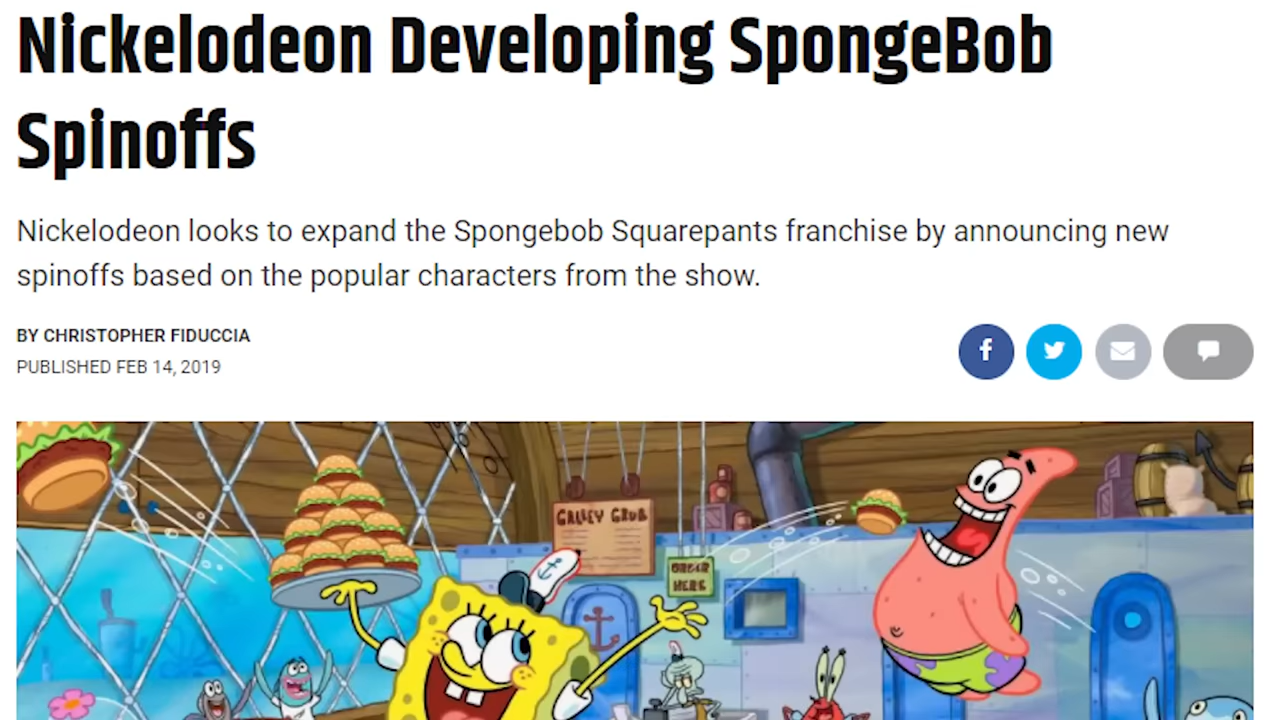 Nickelodeon Developing SpongeBob
Spinoffs
Nickelodeon looks to expand the Spongebob Squarepants franchise by announcing new
spinoffs based on the popular characters from the show.
BY CHRISTOPHER FIDUCCIA
PUBLISHED FEB 14, 2019
GALLEY GRUB
ORDER
HERE